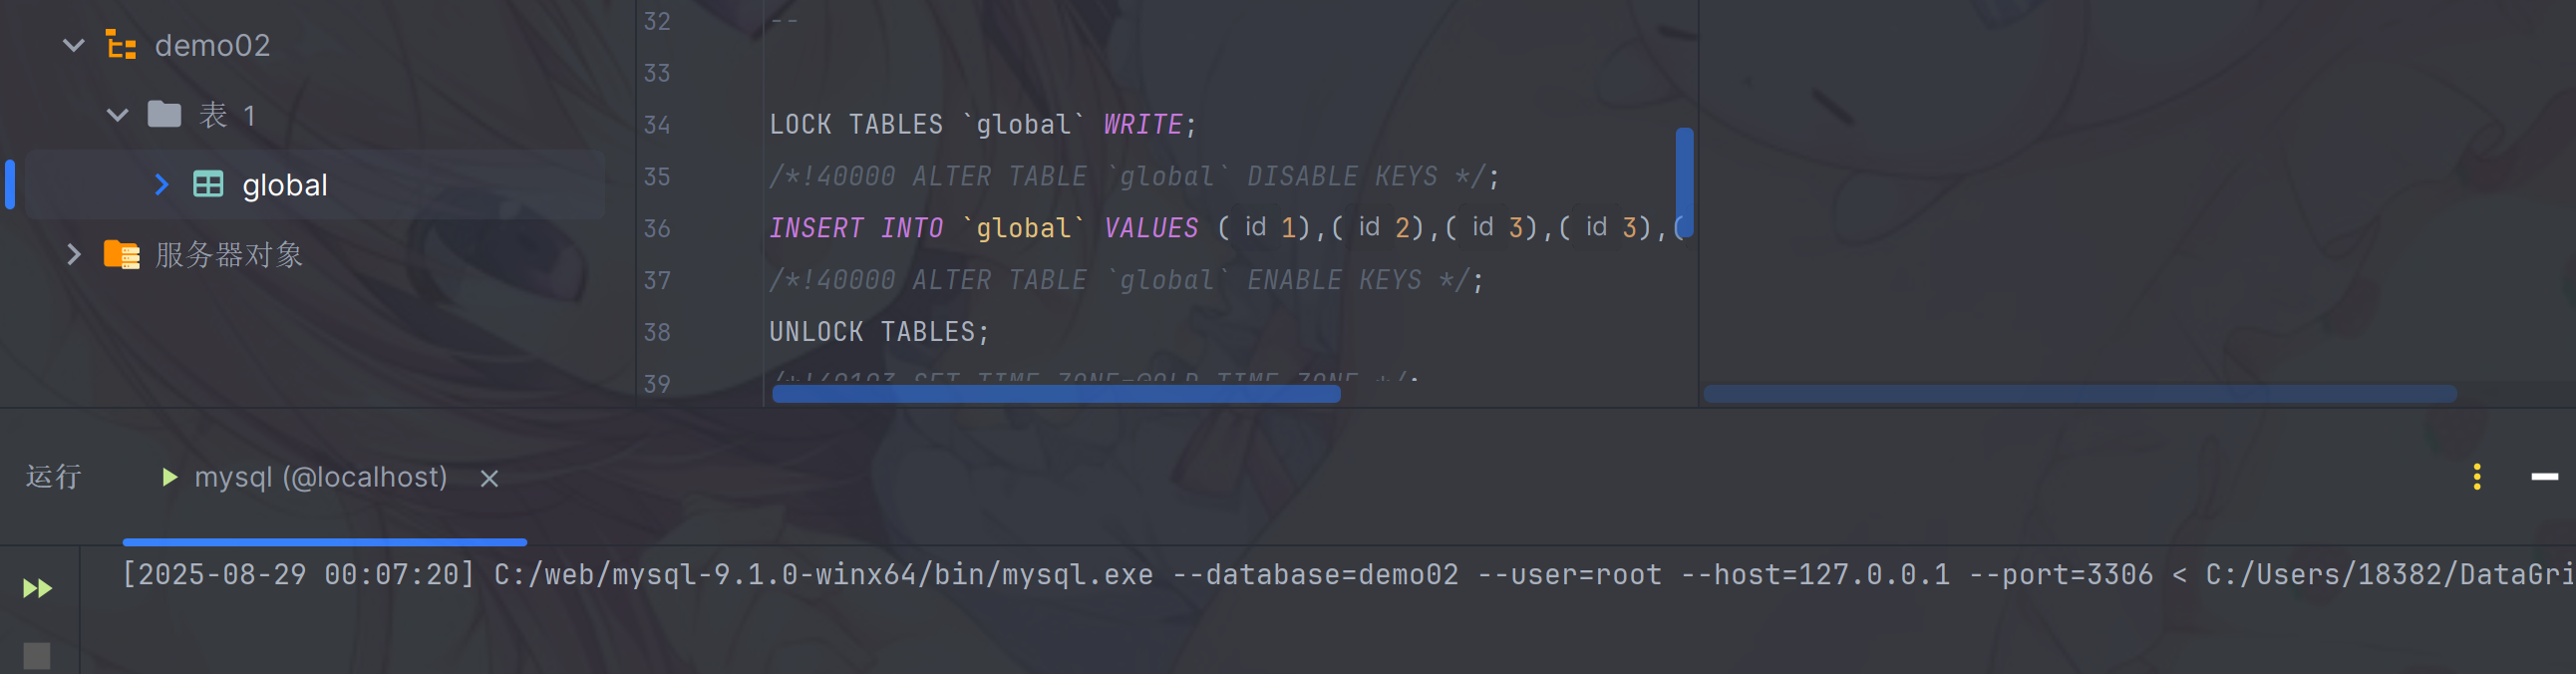 demo02
表 1
global
服务器对象
32 --
33
34 LOCK TABLES `global` WRITE;
35 /*!40000 ALTER TABLE `global` DISABLE KEYS */;
36 INSERT INTO `global` VALUES ( id 1),( id 2),( id 3),( id 3),(
37 /*!40000 ALTER TABLE `global` ENABLE KEYS */;
38 UNLOCK TABLES;
39 /*!40103 SET TIME_ZONE=@OLD_TIME_ZONE */;
运行 mysql (@localhost)
[2025-08-29 00:07:20] C:/web/mysql-9.1.0-winx64/bin/mysql.exe --database=demo02 --user=root --host=127.0.0.1 --port=3306 < C:/Users/18382/DataGri